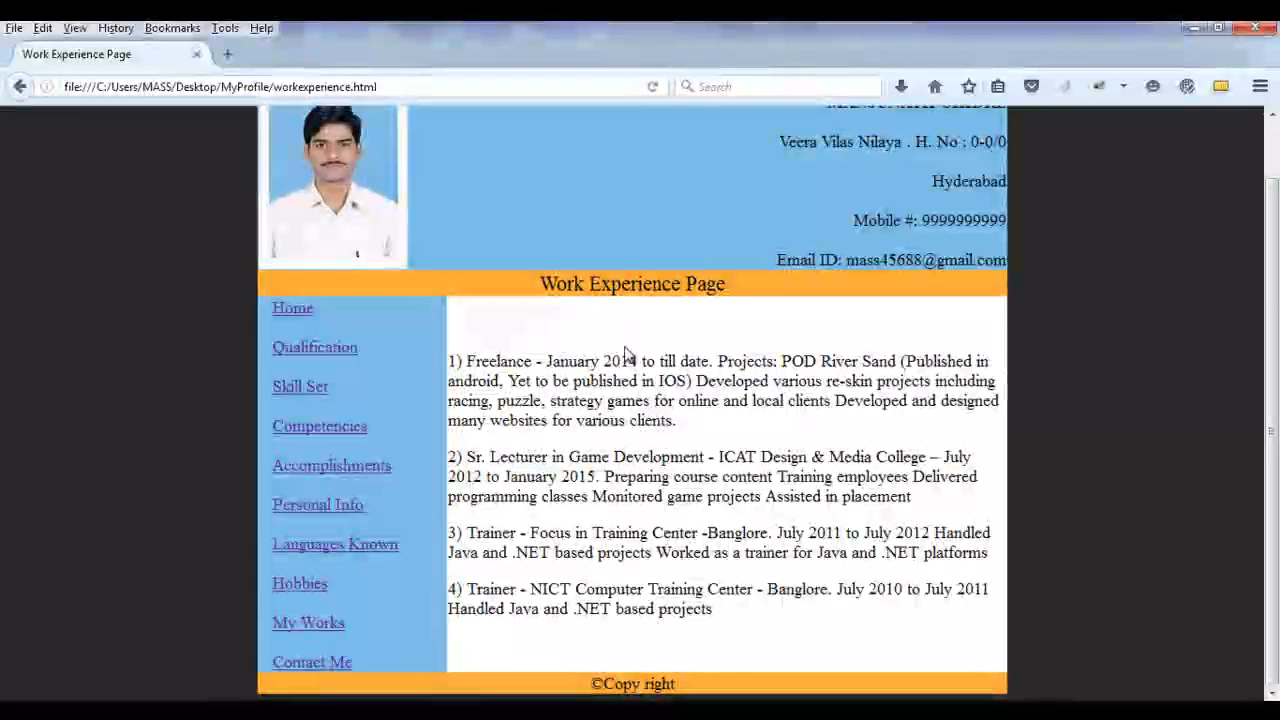 File Edit View History Bookmarks Tools Help
Work Experience Page
file:///C:/Users/MASS/Desktop/MyProfile/workexperience.html
Search
Veera Vilas Nilaya . H. No : 0-0/0
Hyderabad
Mobile #: 9999999999
Email ID: mass45688@gmail.com
Work Experience Page
Home
Qualification
Skill Set
Competencies
Accomplishments
Personal Info
Languages Known
Hobbies
My Works
Contact Me
1) Freelance - January 2014 to till date. Projects: POD River Sand (Published in
android, Yet to be published in IOS) Developed various re-skin projects including
racing, puzzle, strategy games for online and local clients Developed and designed
many websites for various clients.
2) Sr. Lecturer in Game Development - ICAT Design & Media College – July
2012 to January 2015. Preparing course content Training employees Delivered
programming classes Monitored game projects Assisted in placement
3) Trainer - Focus in Training Center -Banglore. July 2011 to July 2012 Handled
Java and .NET based projects Worked as a trainer for Java and .NET platforms
4) Trainer - NICT Computer Training Center - Banglore. July 2010 to July 2011
Handled Java and .NET based projects
©Copy right